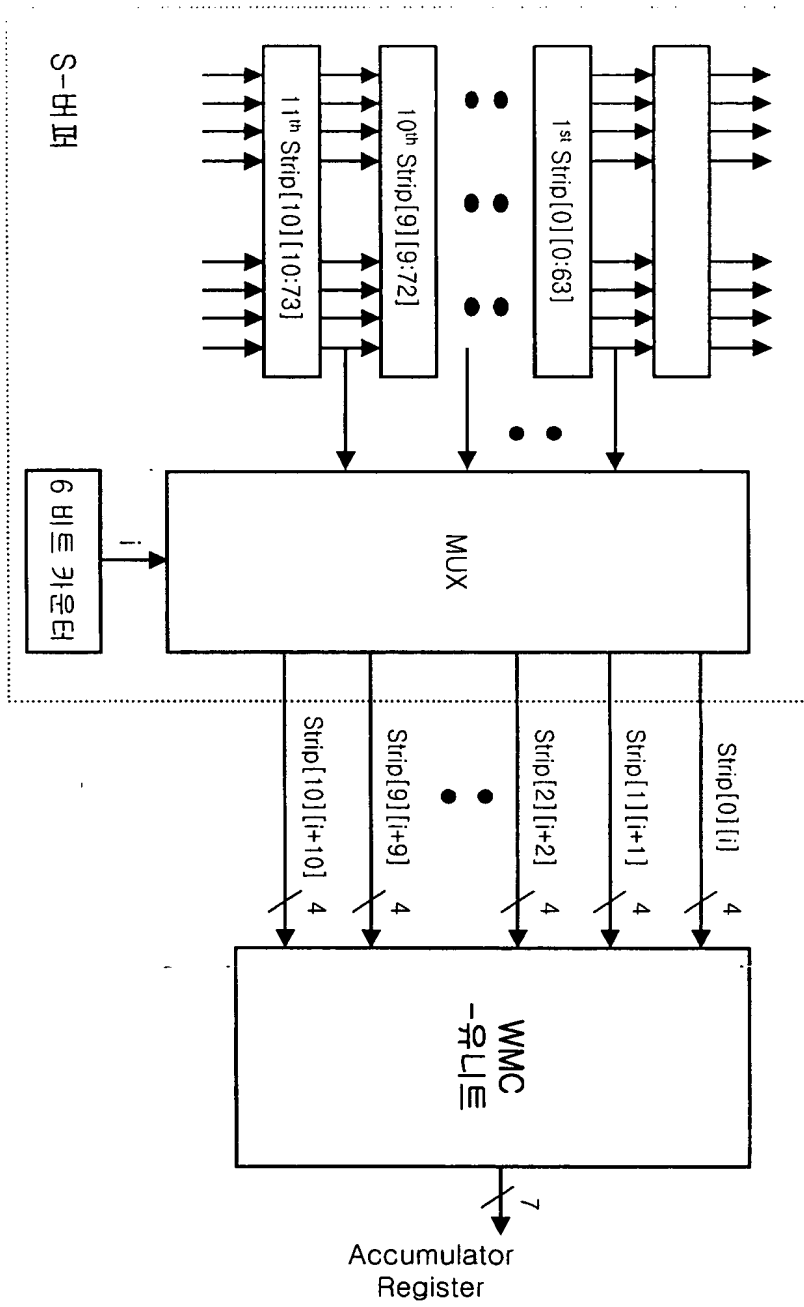 S-버퍼
11th Strip[10][10:73]
10th Strip[9][9:72]
1st Strip[0][0:63]
6 비트 카운터
i
MUX
Strip[10][i+10]
Strip[9][i+9]
Strip[2][i+2]
Strip[1][i+1]
Strip[0][i]
4
4
4
4
4
WMC
-유니트
7
Accumulator
Register